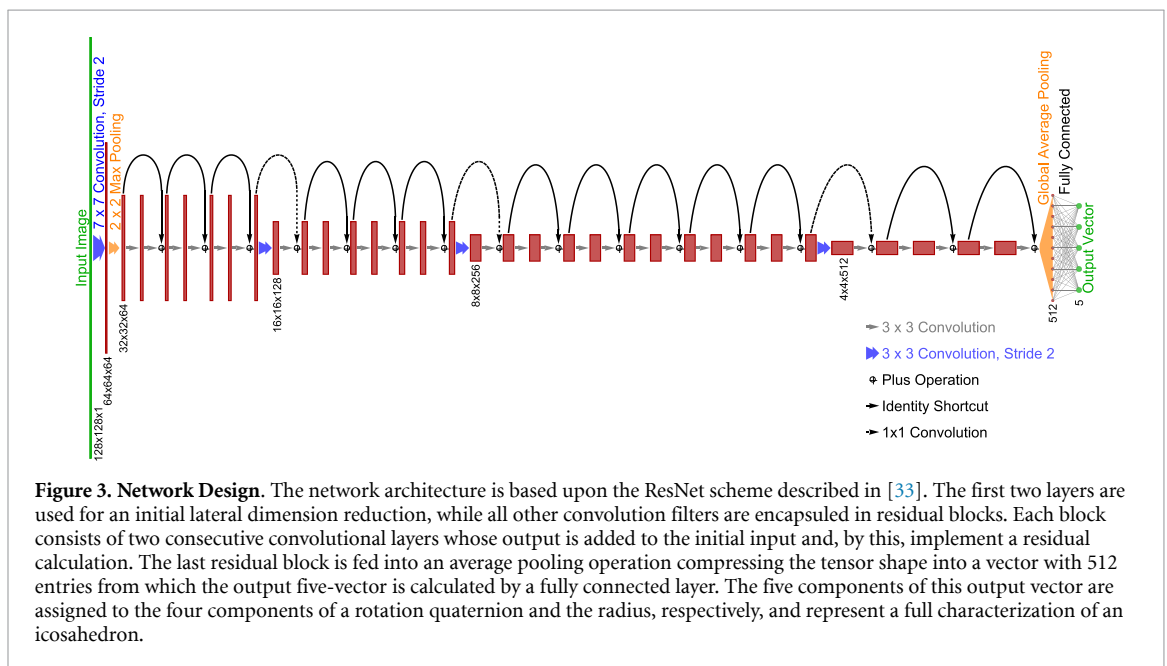 Input Image
7 x 7 Convolution, Stride 2
2 x 2 Max Pooling
128x128x1
64x64x64
32x32x64
16x16x128
8x8x256
4x4x512
Global Average Pooling
Fully Connected
Output Vector
512
5
3 x 3 Convolution
3 x 3 Convolution, Stride 2
Plus Operation
Identity Shortcut
1x1 Convolution
Figure 3. Network Design. The network architecture is based upon the ResNet scheme described in [33]. The first two layers are
used for an initial lateral dimension reduction, while all other convolution filters are encapsuled in residual blocks. Each block
consists of two consecutive convolutional layers whose output is added to the initial input and, by this, implement a residual
calculation. The last residual block is fed into an average pooling operation compressing the tensor shape into a vector with 512
entries from which the output five-vector is calculated by a fully connected layer. The five components of this output vector are
assigned to the four components of a rotation quaternion and the radius, respectively, and represent a full characterization of an
icosahedron.